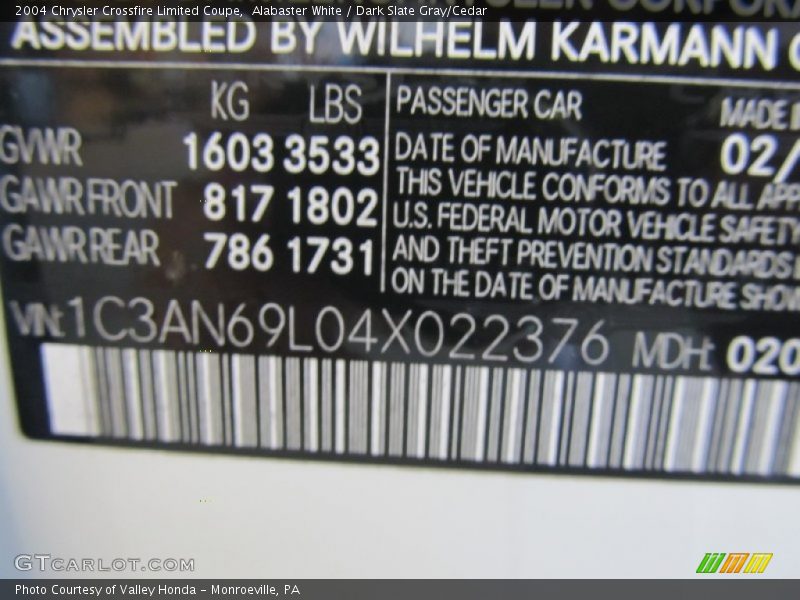 2004 Chrysler Crossfire Limited Coupe,  Alabaster White / Dark Slate Gray/Cedar
ASSEMBLED BY WILHELM KARMANN
KG LBS
GVWR 1603 3533
GAWR FRONT 817 1802
GAWR REAR 786 1731
PASSENGER CAR MADE
DATE OF MANUFACTURE 02/
THIS VEHICLE CONFORMS TO ALL APP
U.S. FEDERAL MOTOR VEHICLE SAFETY
AND THEFT PREVENTION STANDARDS
ON THE DATE OF MANUFACTURE SHOW
VIN: 1C3AN69L04X022376 MDH: 020
GTCARLOT.COM
Photo Courtesy of Valley Honda – Monroeville, PA